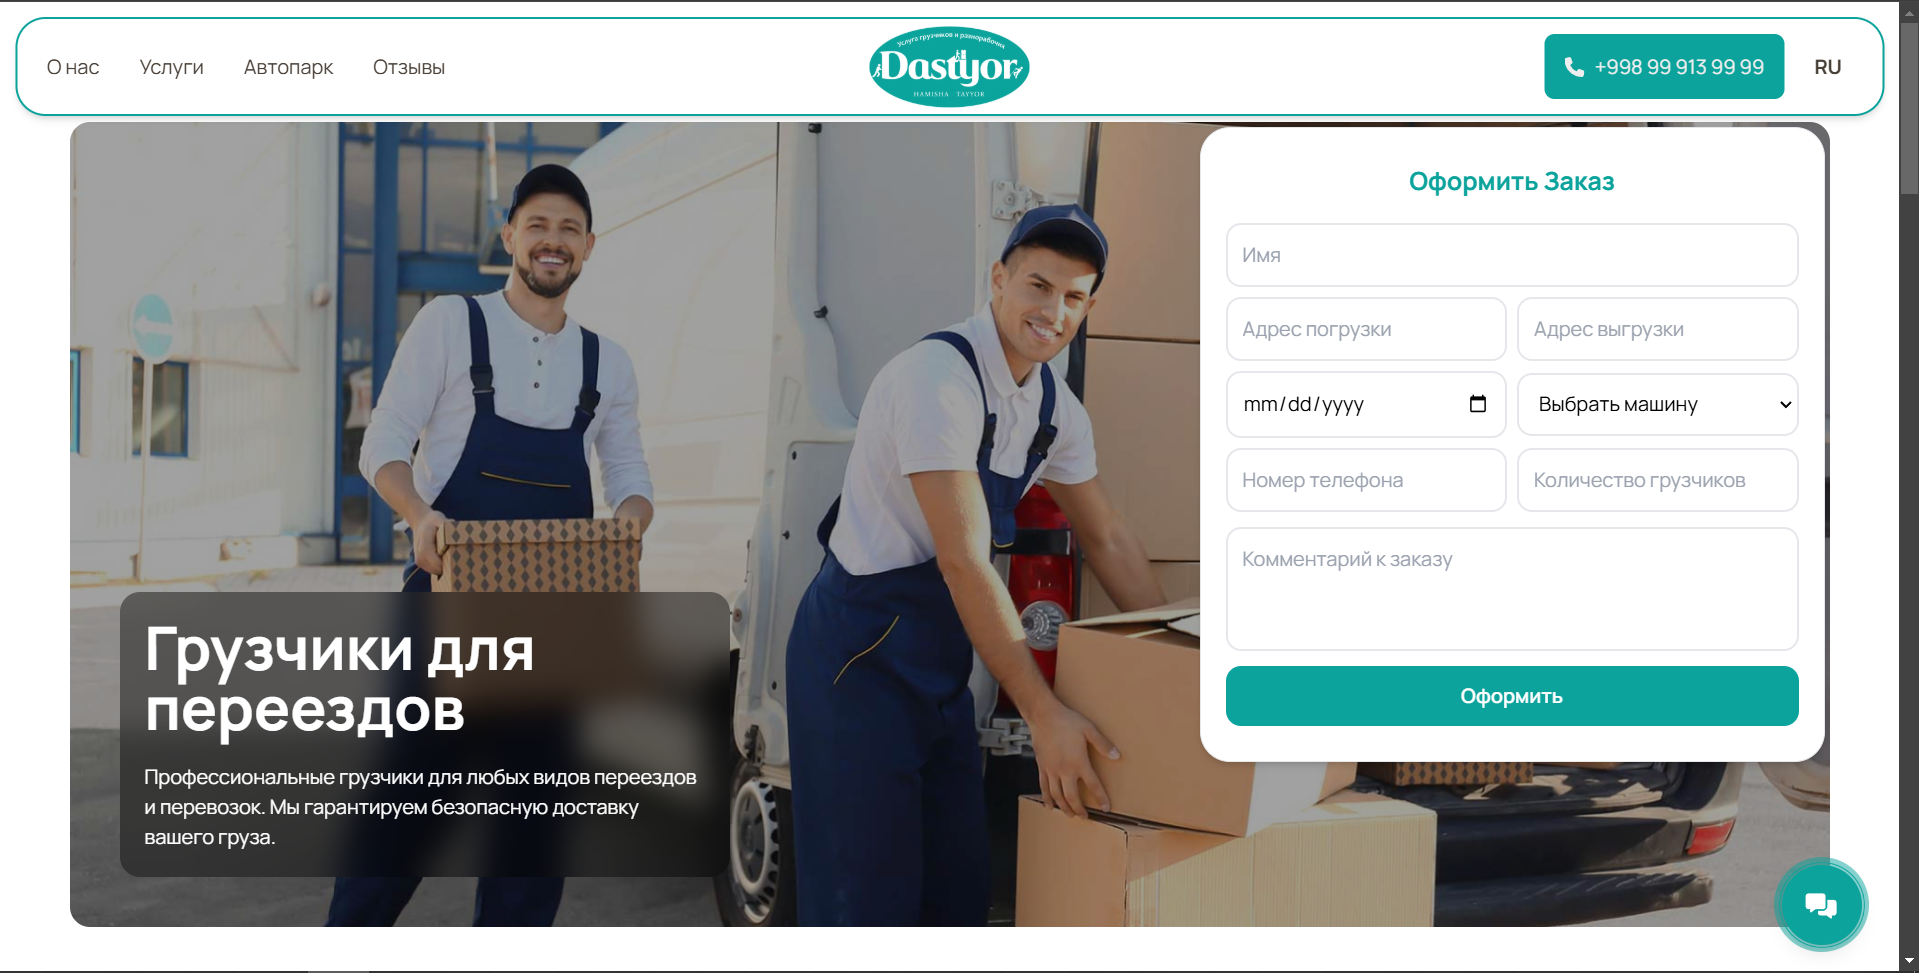 О нас
Услуги
Автопарк
Отзывы
Услуга грузчиков и разнорабочих
Dastyor
HAMISHA TAYYOR
+998 99 913 99 99
RU
Оформить Заказ
Имя
Адрес погрузки
Адрес выгрузки
mm/dd/yyyy
Выбрать машину
Номер телефона
Количество грузчиков
Комментарий к заказу
Оформить
Грузчики для
переездов
Профессиональные грузчики для любых видов переездов
и перевозок. Мы гарантируем безопасную доставку
вашего груза.